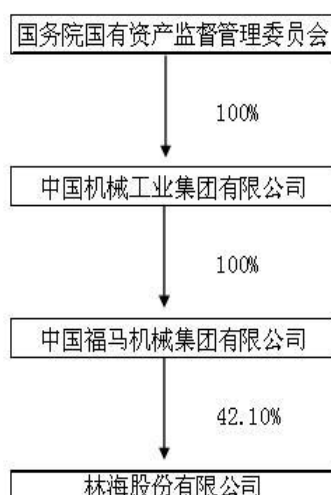 国务院国有资产监督管理委员会
100%
中国机械工业集团有限公司
100%
中国福马机械集团有限公司
42.10%
林海股份有限公司